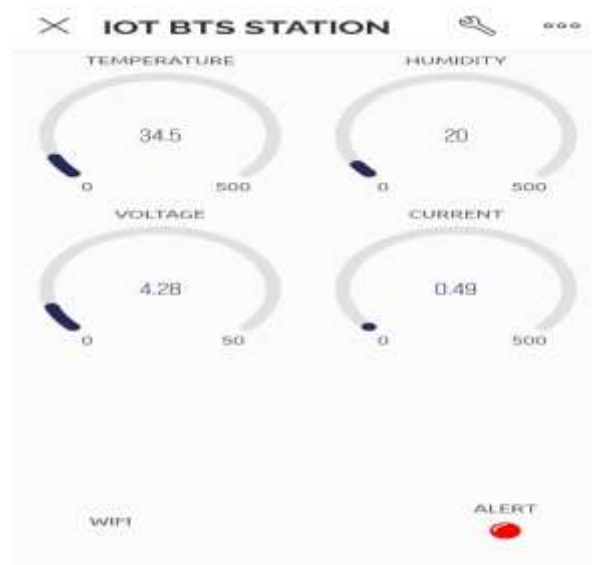 IOT BTS STATION
TEMPERATURE HUMIDITY
34.5 20
0 500 0 500
VOLTAGE CURRENT
4.28 0.49
0 50 0 500
ALERT
WIFI